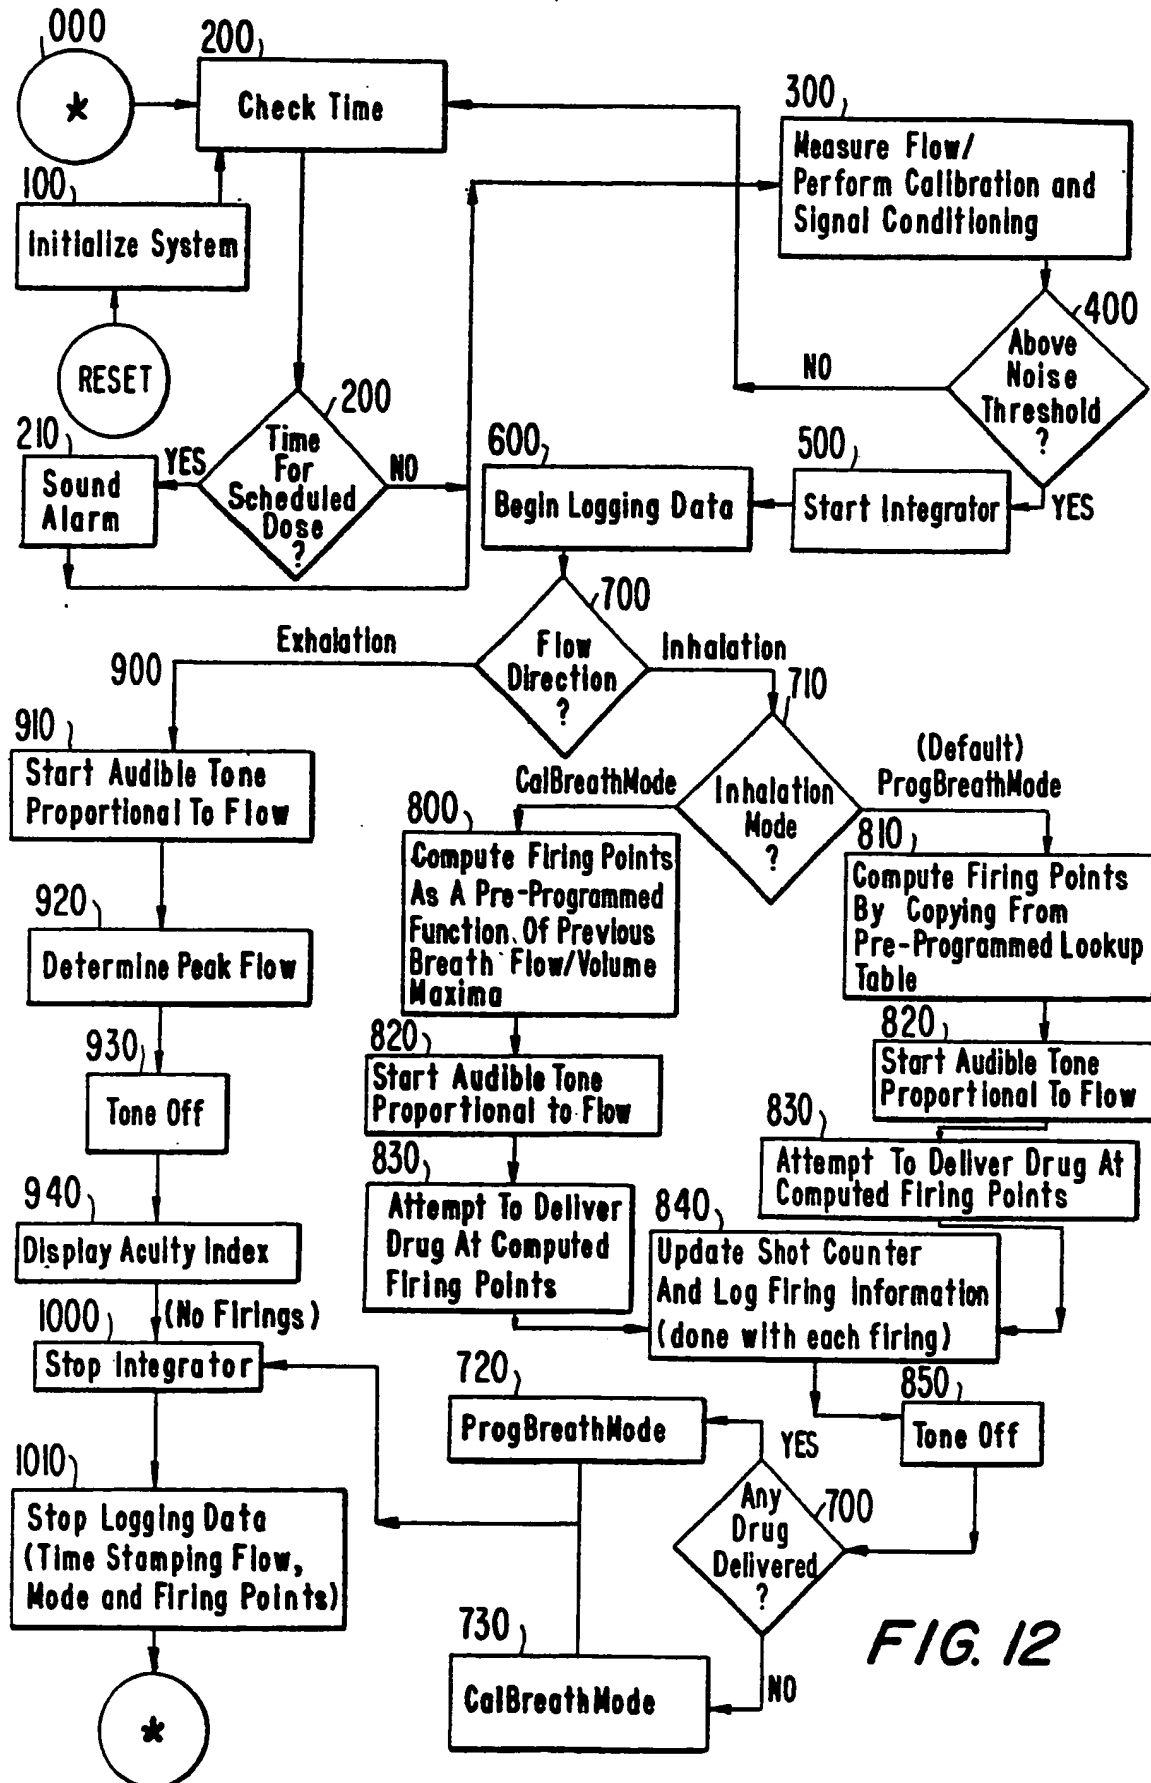 000
*
200
Check Time
300
Measure Flow/
Perform Calibration and
Signal Conditioning
100
Initialize System
RESET
400
Above
Noise
Threshold
?
NO
YES
200
Time
For
Scheduled
Dose
?
YES
NO
210
Sound
Alarm
500
Start Integrator
600
Begin Logging Data
700
Flow
Direction
?
Exhalation
Inhalation
900
710
Inhalation
Mode
?
CalBreathMode
(Default)
ProgBreathMode
910
Start Audible Tone
Proportional To Flow
920
Determine Peak Flow
930
Tone Off
940
Display Acuity Index
(No Firings)
1000
Stop Integrator
1010
Stop Logging Data
(Time Stamping Flow,
Mode and Firing Points)
*
800
Compute Firing Points
As A Pre-Programmed
Function. Of Previous
Breath Flow/Volume
Maxima
820
Start Audible Tone
Proportional to Flow
830
Attempt To Deliver
Drug At Computed
Firing Points
810
Compute Firing Points
By Copying From
Pre-Programmed Lookup
Table
820
Start Audible Tone
Proportional To Flow
830
Attempt To Deliver Drug At
Computed Firing Points
840
Update Shot Counter
And Log Firing Information
(done with each firing)
850
Tone Off
700
Any
Drug
Delivered
?
YES
NO
720
ProgBreathMode
730
CalBreathMode
FIG. 12